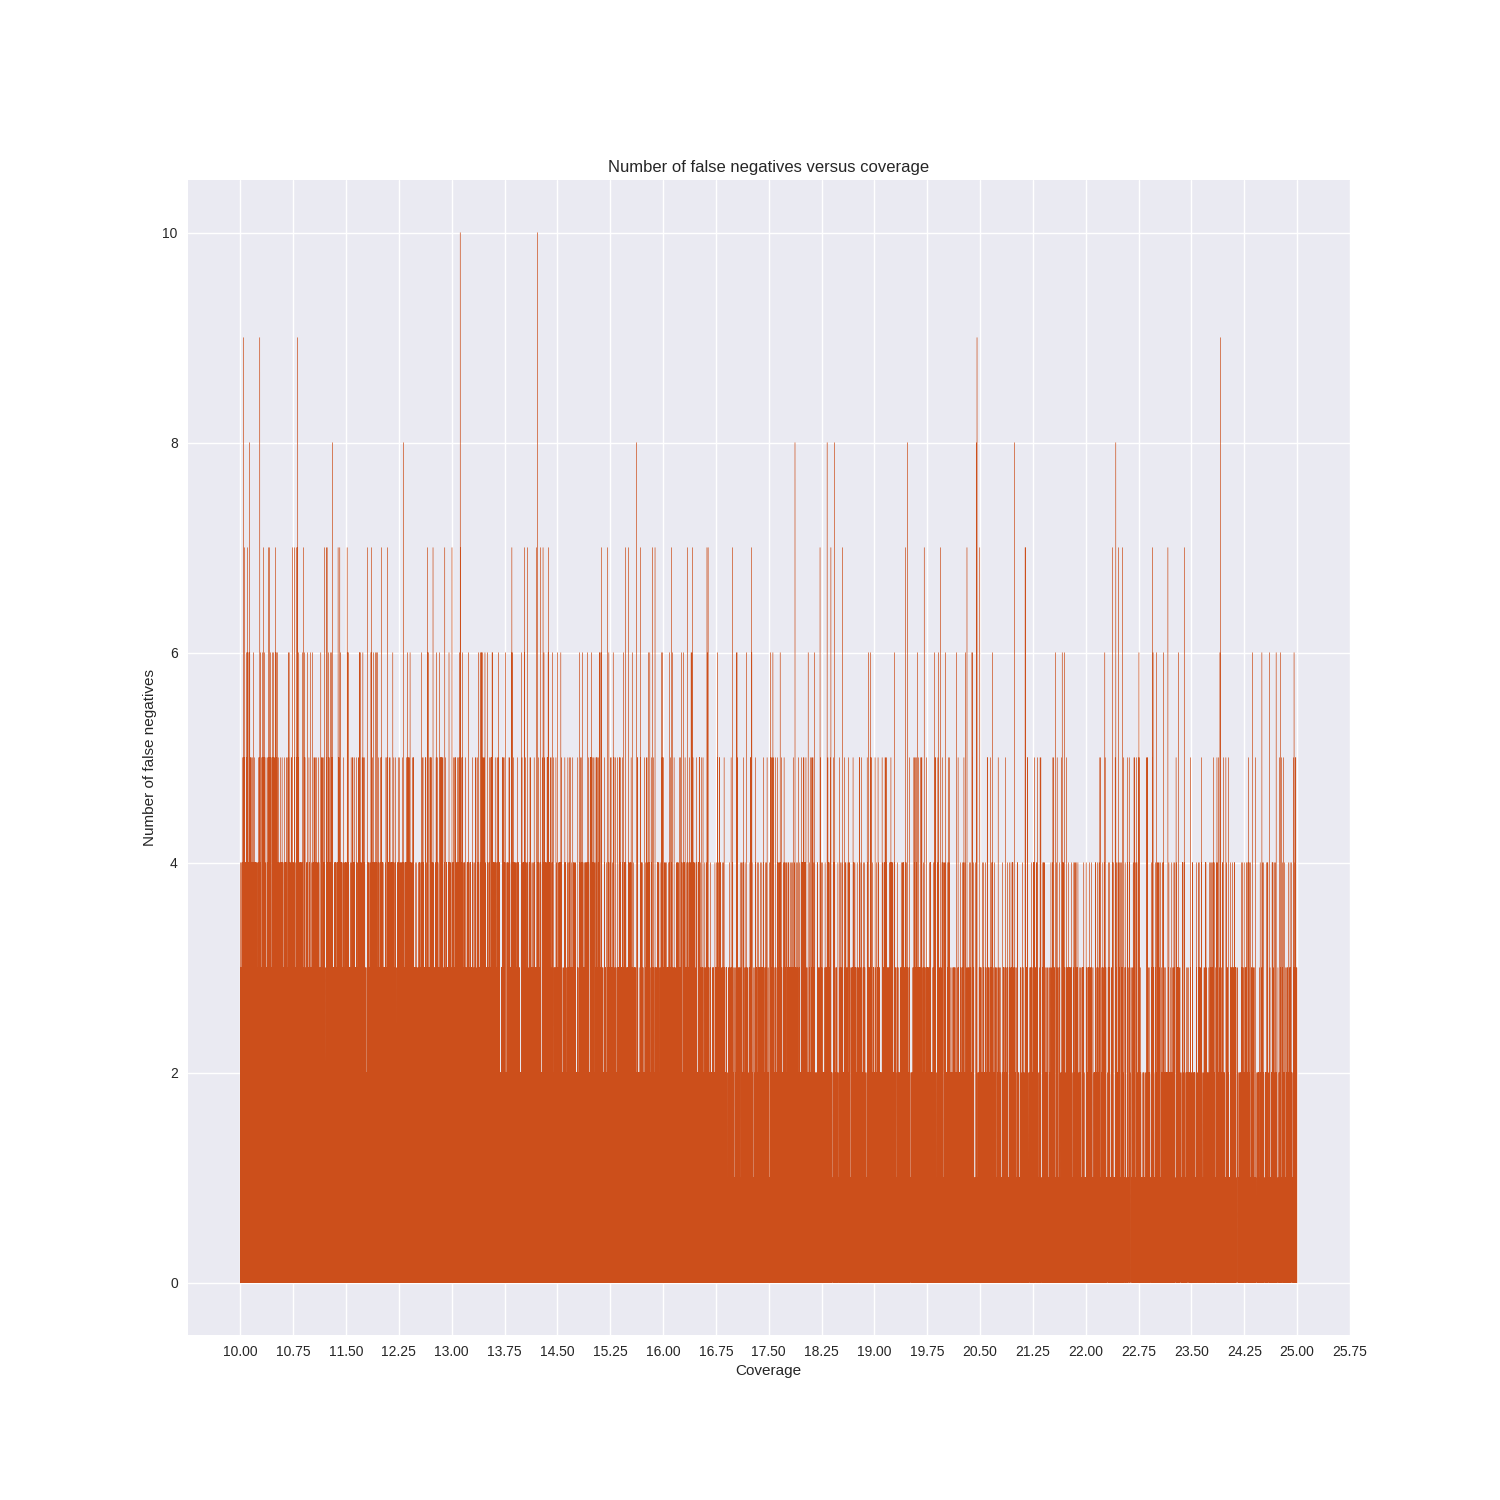 Number of false negatives versus coverage
10
8
6
4
2
0
Number of false negatives
10.00 10.75 11.50 12.25 13.00 13.75 14.50 15.25 16.00 16.75 17.50 18.25 19.00 19.75 20.50 21.25 22.00 22.75 23.50 24.25 25.00 25.75
Coverage